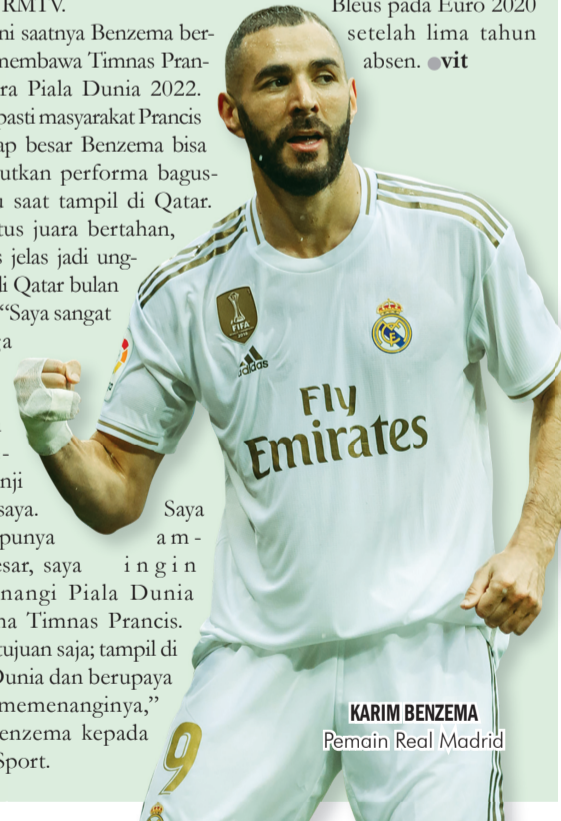 RMTV.
ni saatnya Benzema ber-
membawa Timnas Pran-
ra Piala Dunia 2022.
pasti masyarakat Prancis
ap besar Benzema bisa
utkan performa bagus-
u saat tampil di Qatar.
tus juara bertahan,
s jelas jadi ung-
di Qatar bulan
“Saya sangat
ga
-
nji
saya. Saya
punya am-
esar, saya ingin
nangi Piala Dunia
ma Timnas Prancis.
tujuan saja; tampil di
Dunia dan berupaya
memenanginya,”
enzema kepada
Sport.
Bleus pada Euro 2020
setelah lima tahun
absen. ●vit
FIFA
adidas
Fly
Emirates
9
KARIM BENZEMA
Pemain Real Madrid